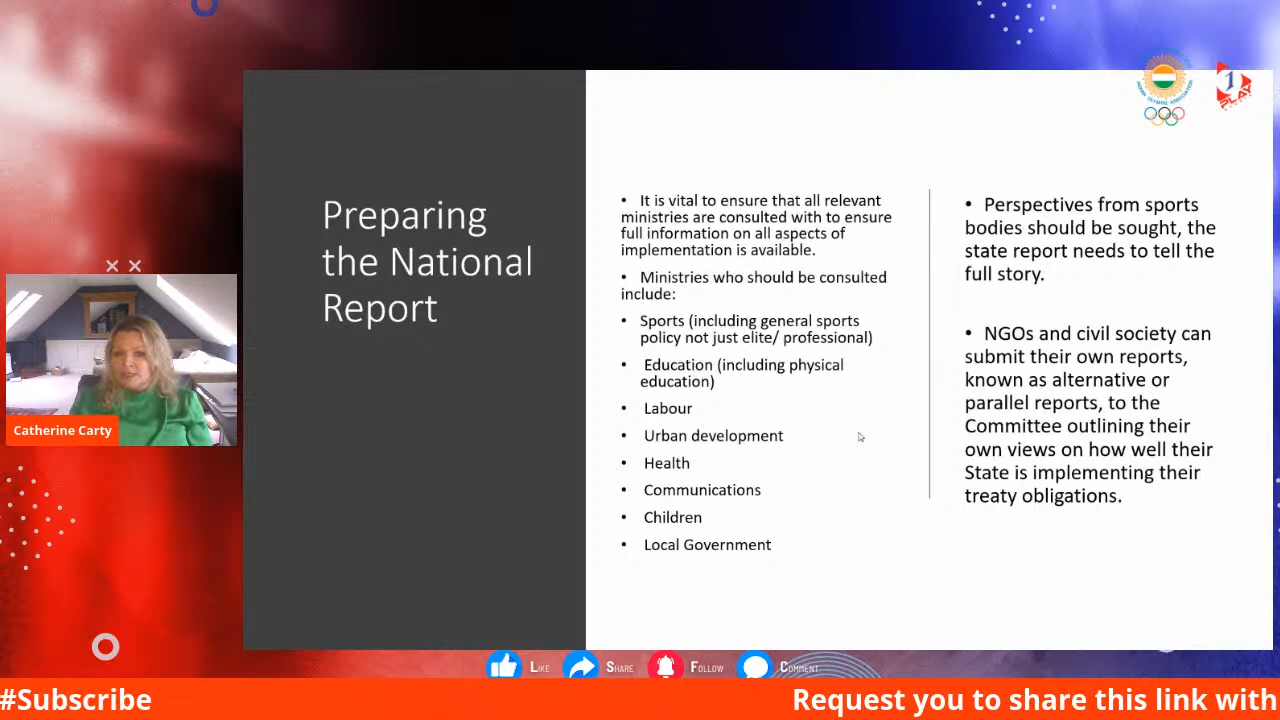 Preparing
the National
Report
• It is vital to ensure that all relevant
ministries are consulted with to ensure
full information on all aspects of
implementation is available.
• Ministries who should be consulted
include:
• Sports (including general sports
policy not just elite/ professional)
• Education (including physical
education)
• Labour
• Urban development
• Health
• Communications
• Children
• Local Government
• Perspectives from sports
bodies should be sought, the
state report needs to tell the
full story.
• NGOs and civil society can
submit their own reports,
known as alternative or
parallel reports, to the
Committee outlining their
own views on how well their
State is implementing their
treaty obligations.
1
PLAY
Catherine Carty
Like Share Follow Comment
#Subscribe
Request you to share this link with